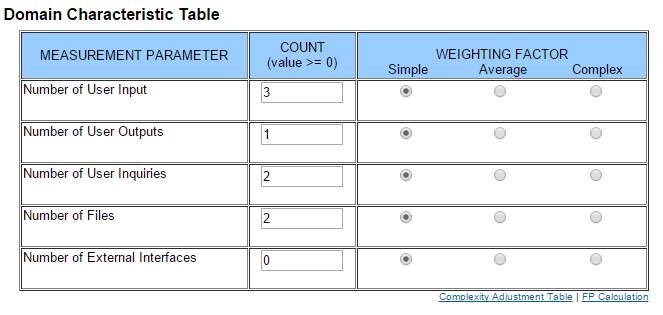 Domain Characteristic Table
MEASUREMENT PARAMETER
COUNT
(value >= 0)
WEIGHTING FACTOR
Simple Average Complex
Number of User Input 3
Number of User Outputs 1
Number of User Inquiries 2
Number of Files 2
Number of External Interfaces 0
Complexity Adjustment Table | FP Calculation